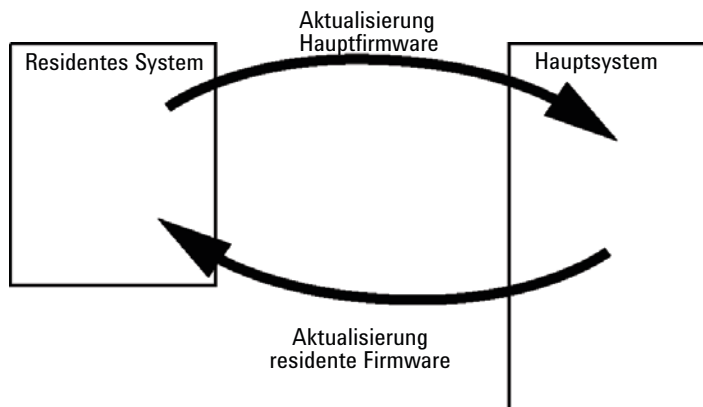 Aktualisierung
Hauptfirmware
Residentes System
Hauptsystem
Aktualisierung
residente Firmware